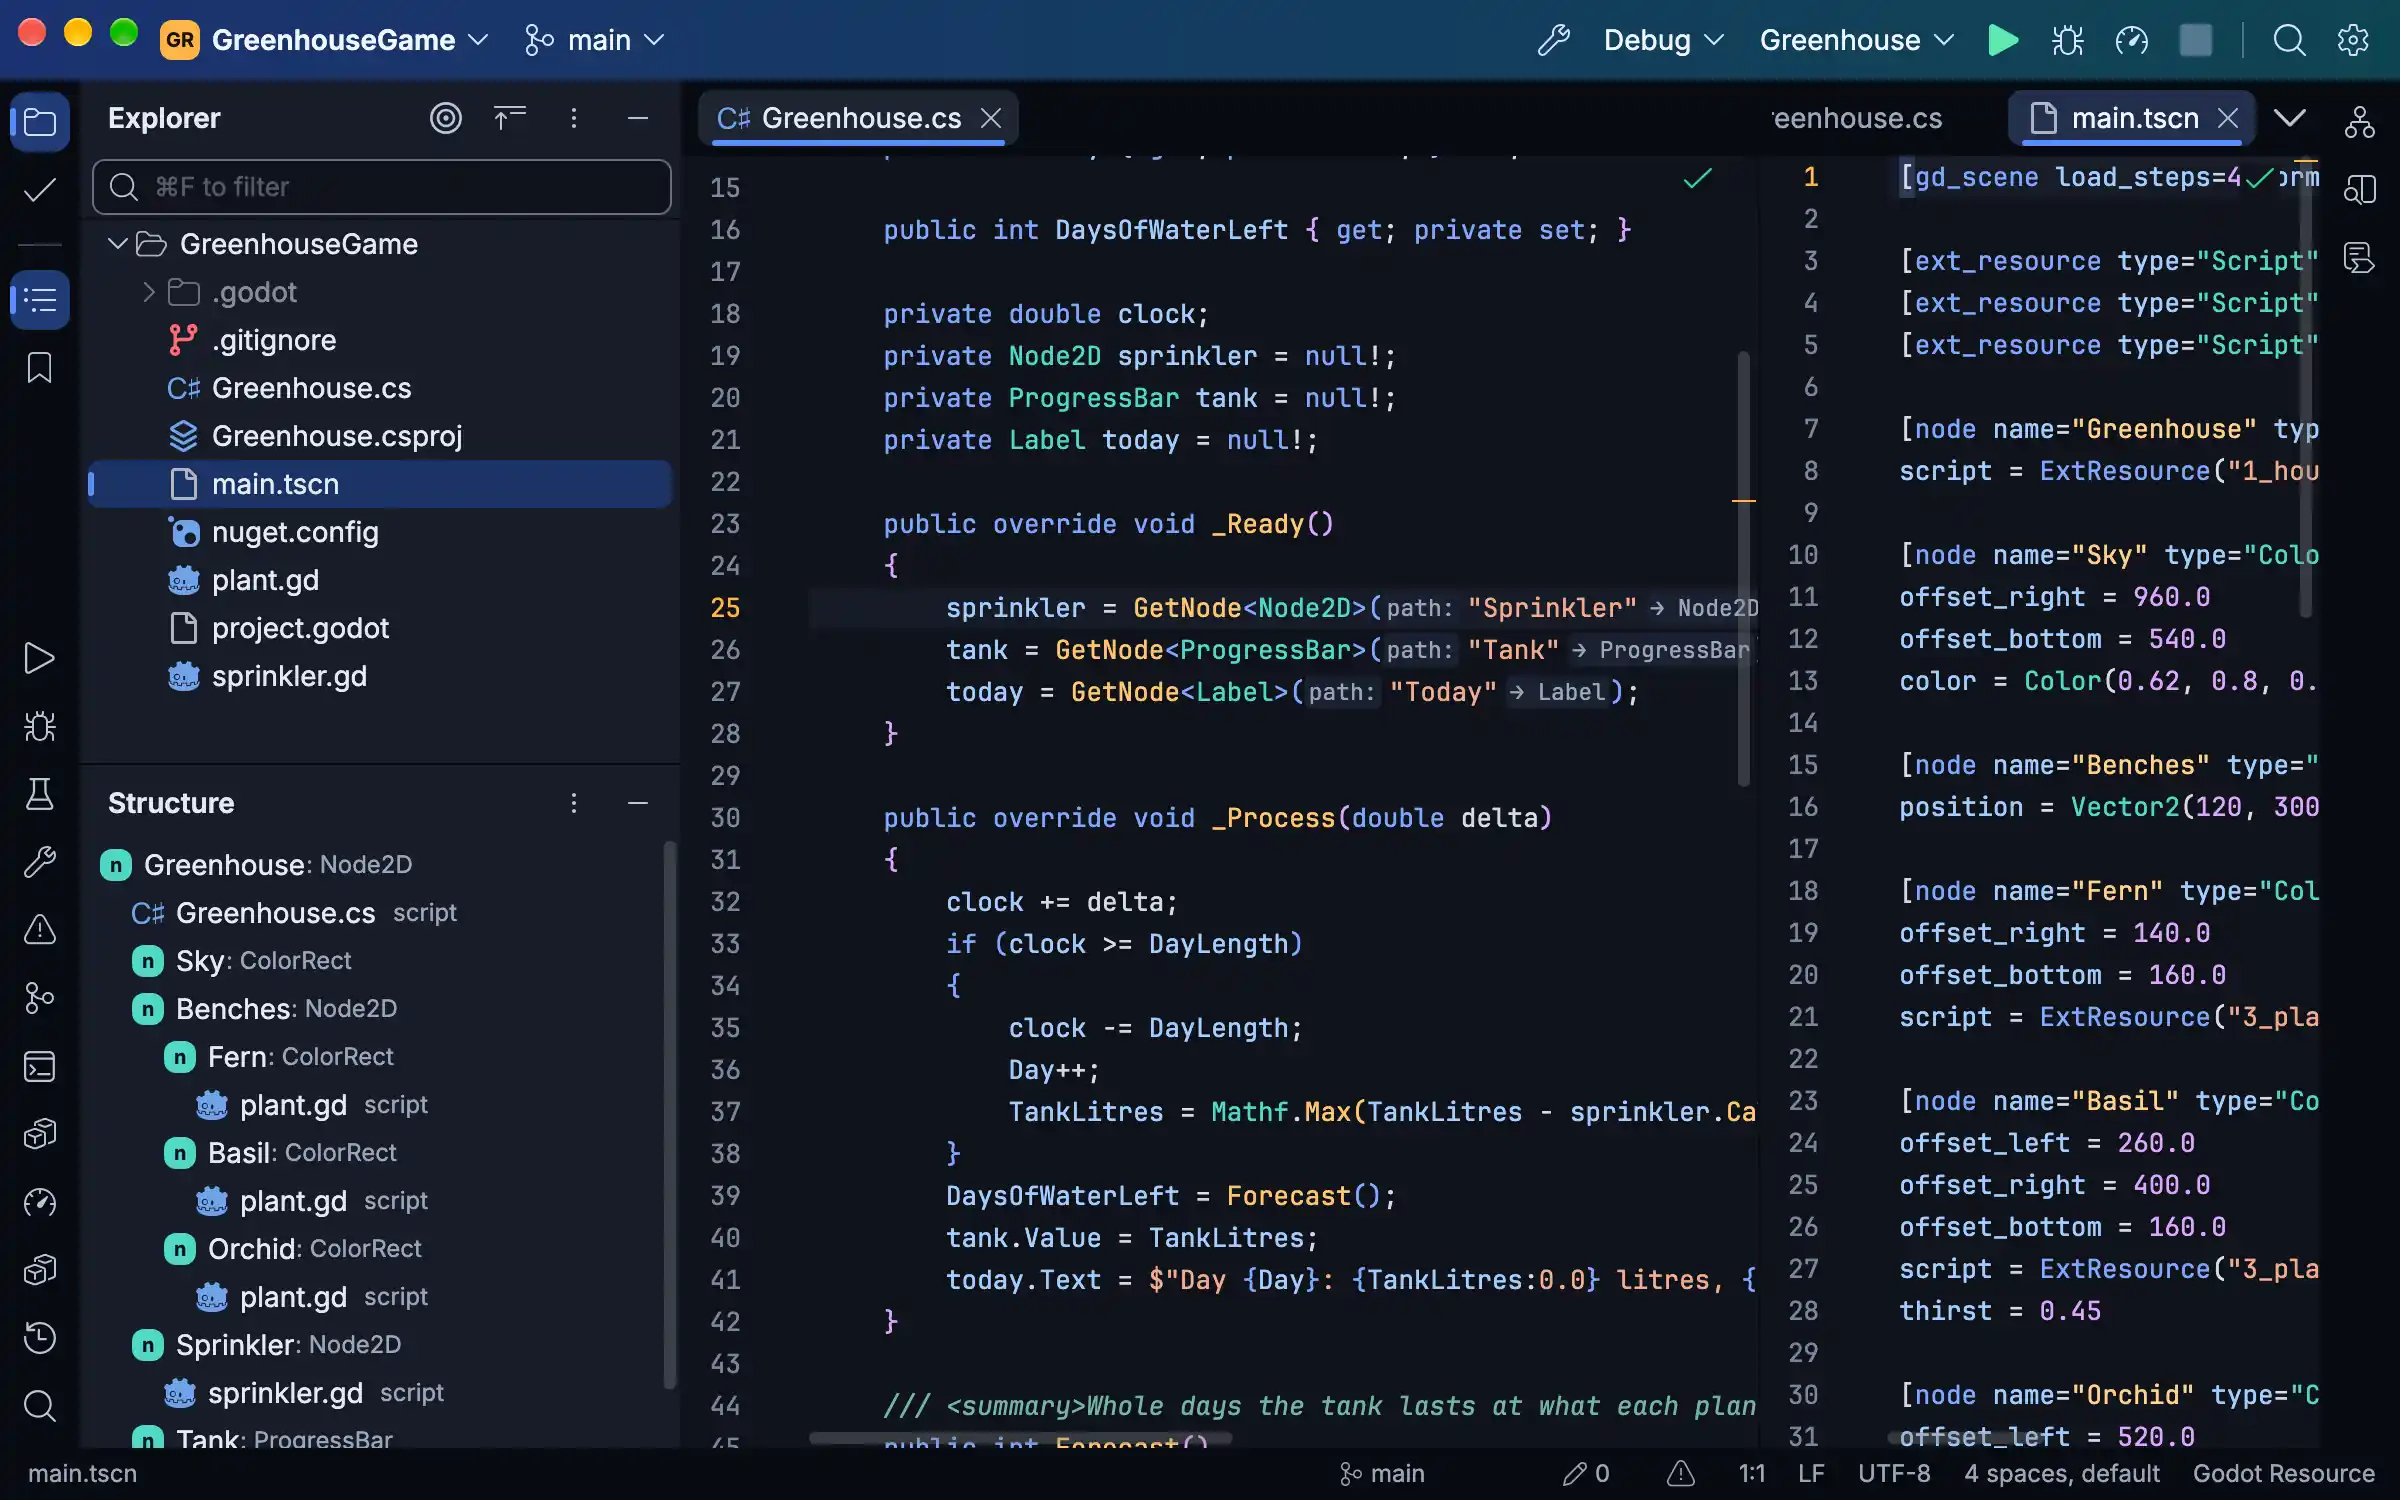 GR GreenhouseGame main Debug Greenhouse
Explorer
⌘F to filter
GreenhouseGame
.godot
.gitignore
C# Greenhouse.cs
Greenhouse.csproj
main.tscn
nuget.config
plant.gd
project.godot
sprinkler.gd
Structure
n Greenhouse: Node2D
C# Greenhouse.cs script
n Sky: ColorRect
n Benches: Node2D
n Fern: ColorRect
plant.gd script
n Basil: ColorRect
plant.gd script
n Orchid: ColorRect
plant.gd script
n Sprinkler: Node2D
sprinkler.gd script
n Tank: ProgressBar
C# Greenhouse.cs
15
16 public int DaysOfWaterLeft { get; private set; }
17
18 private double clock;
19 private Node2D sprinkler = null!;
20 private ProgressBar tank = null!;
21 private Label today = null!;
22
23 public override void _Ready()
24 {
25 sprinkler = GetNode<Node2D>( path: "Sprinkler" → Node2D
26 tank = GetNode<ProgressBar>( path: "Tank" → ProgressBar
27 today = GetNode<Label>( path: "Today" → Label );
28 }
29
30 public override void _Process(double delta)
31 {
32 clock += delta;
33 if (clock >= DayLength)
34 {
35 clock -= DayLength;
36 Day++;
37 TankLitres = Mathf.Max(TankLitres - sprinkler.Ca
38 }
39 DaysOfWaterLeft = Forecast();
40 tank.Value = TankLitres;
41 today.Text = $"Day {Day}: {TankLitres:0.0} litres, {
42 }
43
44 /// <summary>Whole days the tank lasts at what each plan
45 public int Forecast()
eenhouse.cs main.tscn
1 [gd_scene load_steps=4 orm
2
3 [ext_resource type="Script"
4 [ext_resource type="Script"
5 [ext_resource type="Script"
6
7 [node name="Greenhouse" typ
8 script = ExtResource("1_hou
9
10 [node name="Sky" type="Colo
11 offset_right = 960.0
12 offset_bottom = 540.0
13 color = Color(0.62, 0.8, 0.
14
15 [node name="Benches" type="
16 position = Vector2(120, 300
17
18 [node name="Fern" type="Col
19 offset_right = 140.0
20 offset_bottom = 160.0
21 script = ExtResource("3_pla
22
23 [node name="Basil" type="Co
24 offset_left = 260.0
25 offset_right = 400.0
26 offset_bottom = 160.0
27 script = ExtResource("3_pla
28 thirst = 0.45
29
30 [node name="Orchid" type="C
31 offset_left = 520.0
main.tscn main 0 1:1 LF UTF-8 4 spaces, default Godot Resource